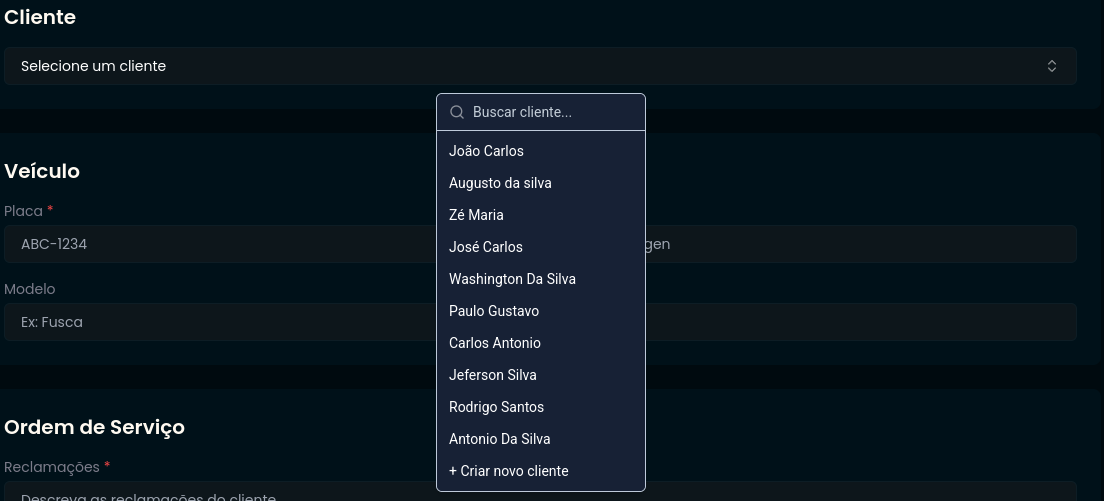 Cliente
Selecione um cliente
Buscar cliente...
João Carlos
Augusto da silva
Zé Maria
José Carlos
Washington Da Silva
Paulo Gustavo
Carlos Antonio
Jeferson Silva
Rodrigo Santos
Antonio Da Silva
+ Criar novo cliente
Veículo
Placa *
ABC-1234
gen
Modelo
Ex: Fusca
Ordem de Serviço
Reclamações *
Descreva as reclamações do cliente